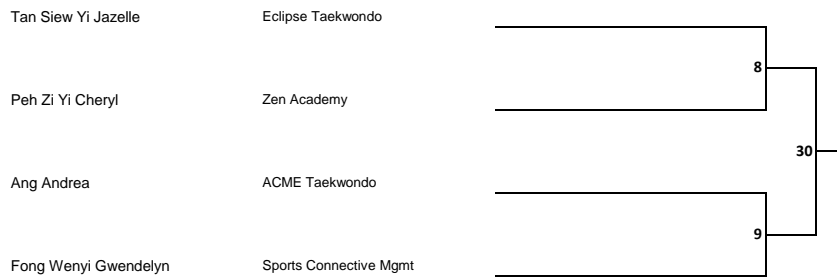 Tan Siew Yi Jazelle Eclipse Taekwondo
8
Peh Zi Yi Cheryl Zen Academy
30
Ang Andrea ACME Taekwondo
9
Fong Wenyi Gwendelyn Sports Connective Mgmt